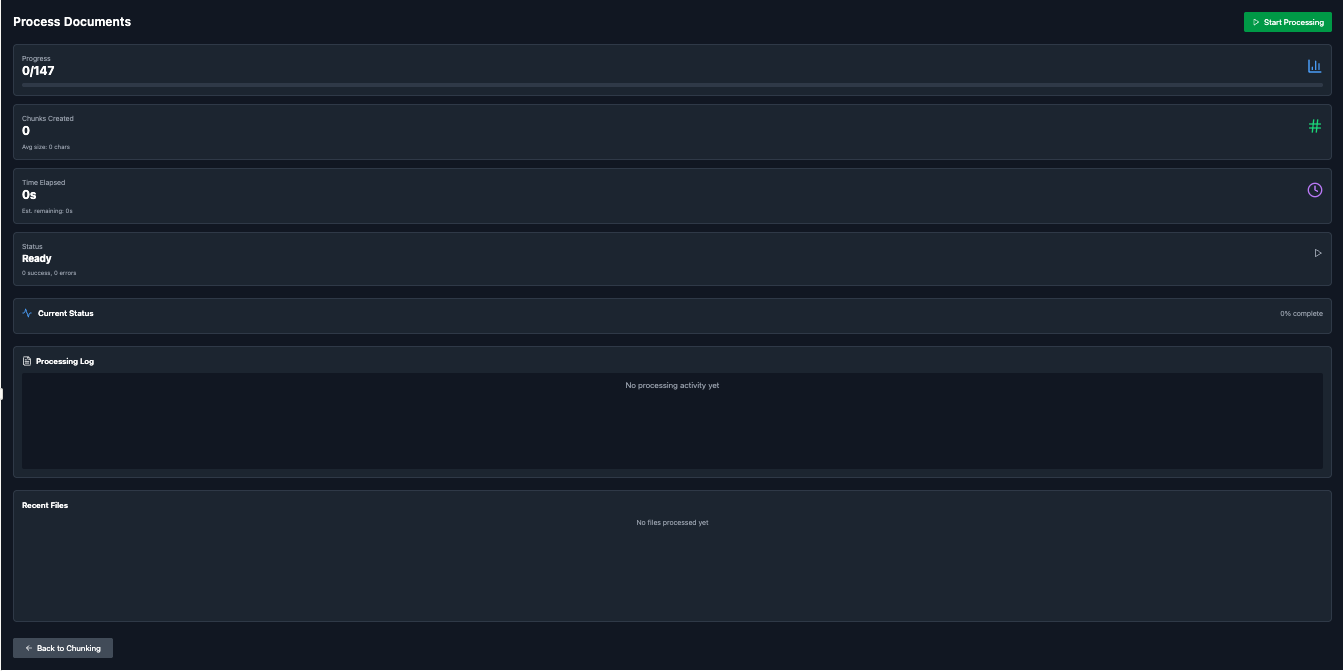 Process Documents
Start Processing
Progress
0/147
Chunks Created
0
Avg size: 0 chars
Time Elapsed
0s
Est. remaining: 0s
Status
Ready
0 success, 0 errors
Current Status
0% complete
Processing Log
No processing activity yet
Recent Files
No files processed yet
Back to Chunking